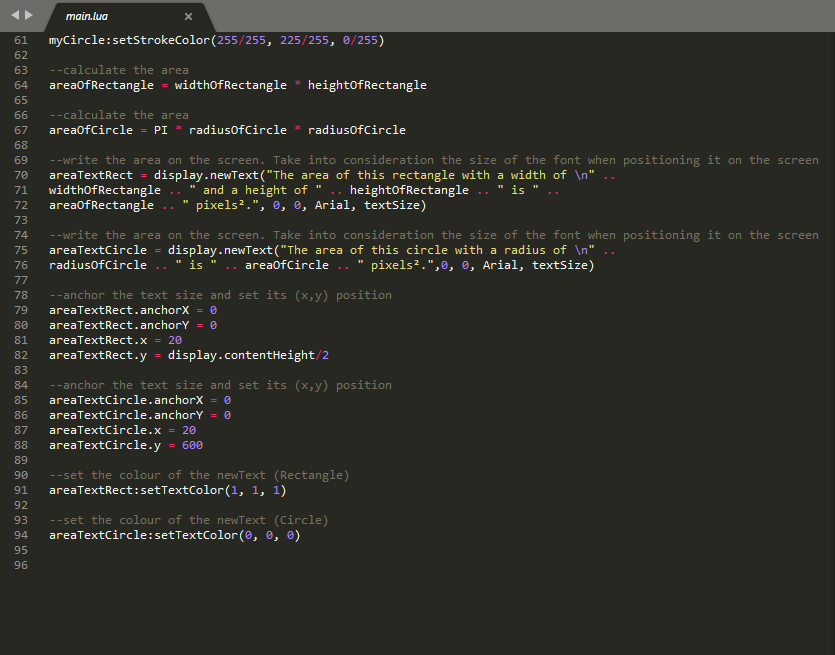 main.lua
61 myCircle:setStrokeColor(255/255, 225/255, 0/255)
62
63 --calculate the area
64 areaOfRectangle = widthOfRectangle * heightOfRectangle
65
66 --calculate the area
67 areaOfCircle = PI * radiusOfCircle * radiusOfCircle
68
69 --write the area on the screen. Take into consideration the size of the font when positioning it on the screen
70 areaTextRect = display.newText("The area of this rectangle with a width of \n" ..
71 widthOfRectangle .. " and a height of " .. heightOfRectangle .. " is " ..
72 areaOfRectangle .. " pixels².", 0, 0, Arial, textSize)
73
74 --write the area on the screen. Take into consideration the size of the font when positioning it on the screen
75 areaTextCircle = display.newText("The area of this circle with a radius of \n" ..
76 radiusOfCircle .. " is " .. areaOfCircle .. " pixels².",0, 0, Arial, textSize)
77
78 --anchor the text size and set its (x,y) position
79 areaTextRect.anchorX = 0
80 areaTextRect.anchorY = 0
81 areaTextRect.x = 20
82 areaTextRect.y = display.contentHeight/2
83
84 --anchor the text size and set its (x,y) position
85 areaTextCircle.anchorX = 0
86 areaTextCircle.anchorY = 0
87 areaTextCircle.x = 20
88 areaTextCircle.y = 600
89
90 --set the colour of the newText (Rectangle)
91 areaTextRect:setTextColor(1, 1, 1)
92
93 --set the colour of the newText (Circle)
94 areaTextCircle:setTextColor(0, 0, 0)
95
96